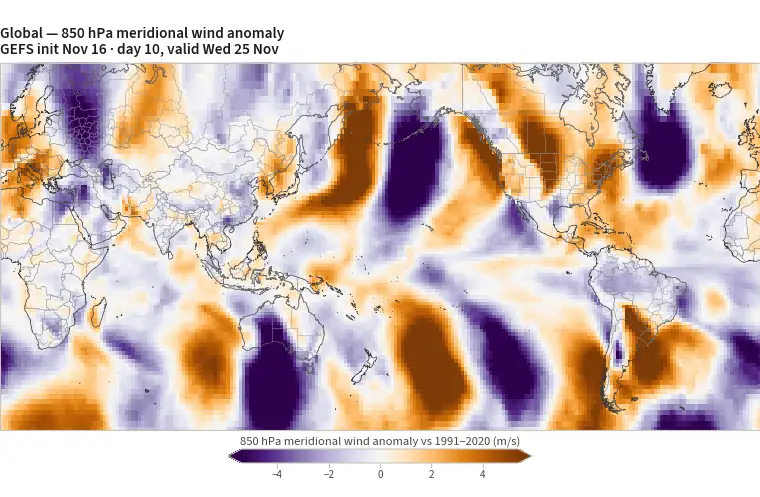 Global — 850 hPa meridional wind anomaly
GEFS init Nov 16 · day 10, valid Wed 25 Nov
850 hPa meridional wind anomaly vs 1991–2020 (m/s)
−4 −2 0 2 4